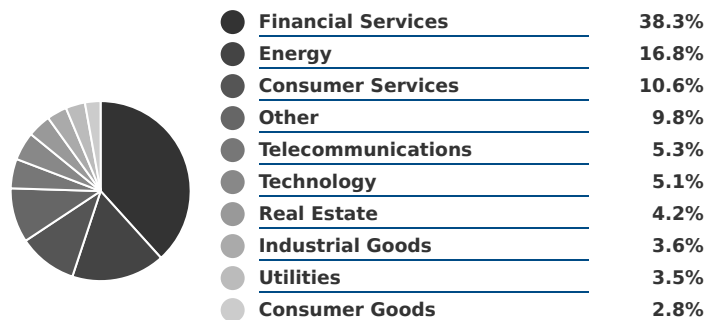 Financial Services 38.3%
Energy 16.8%
Consumer Services 10.6%
Other 9.8%
Telecommunications 5.3%
Technology 5.1%
Real Estate 4.2%
Industrial Goods 3.6%
Utilities 3.5%
Consumer Goods 2.8%